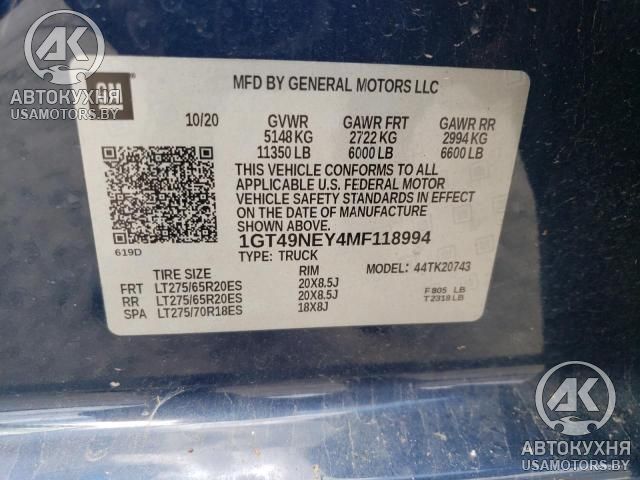 АК
АВТОКУХНЯ
USAMOTORS.BY
GM
MFD BY GENERAL MOTORS LLC
10/20 GVWR GAWR FRT GAWR RR
5148 KG 2722 KG 2994 KG
11350 LB 6000 LB 6600 LB
THIS VEHICLE CONFORMS TO ALL
APPLICABLE U.S. FEDERAL MOTOR
VEHICLE SAFETY STANDARDS IN EFFECT
ON THE DATE OF MANUFACTURE
SHOWN ABOVE.
619D
1GT49NEY4MF118994
TYPE: TRUCK MODEL: 44TK20743
TIRE SIZE RIM
FRT LT275/65R20ES 20X8.5J F 805 LB
RR LT275/65R20ES 20X8.5J T 2318 LB
SPA LT275/70R18ES 18X8J
АК
АВТОКУХНЯ
USAMOTORS.BY